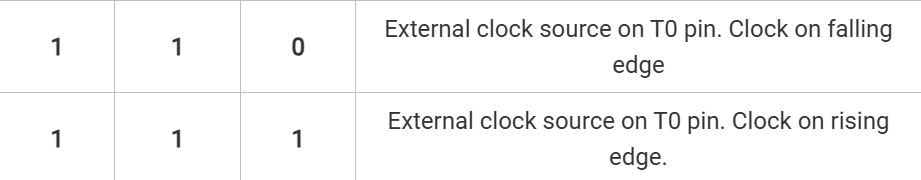 1 1 0 External clock source on T0 pin. Clock on falling
edge
1 1 1 External clock source on T0 pin. Clock on rising
edge.